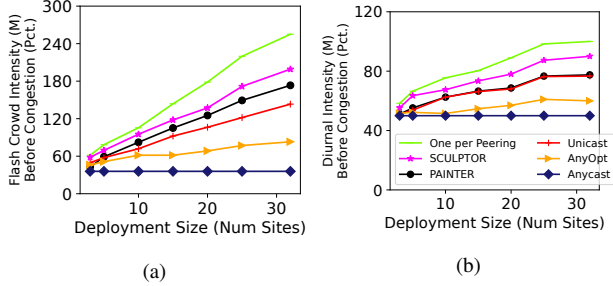 (a)
Flash Crowd Intensity (M)
Before Congestion (Pct.)
300
240
180
120
60
0
10
20
30
Deployment Size (Num Sites)
(a)
(b)
Diurnal Intensity (M)
Before Congestion (Pct.)
120
80
40
0
One per Peering
SCULPTOR
PAINTER
Unicast
AnyOpt
Anycast
10
20
30
Deployment Size (Num Sites)
(b)